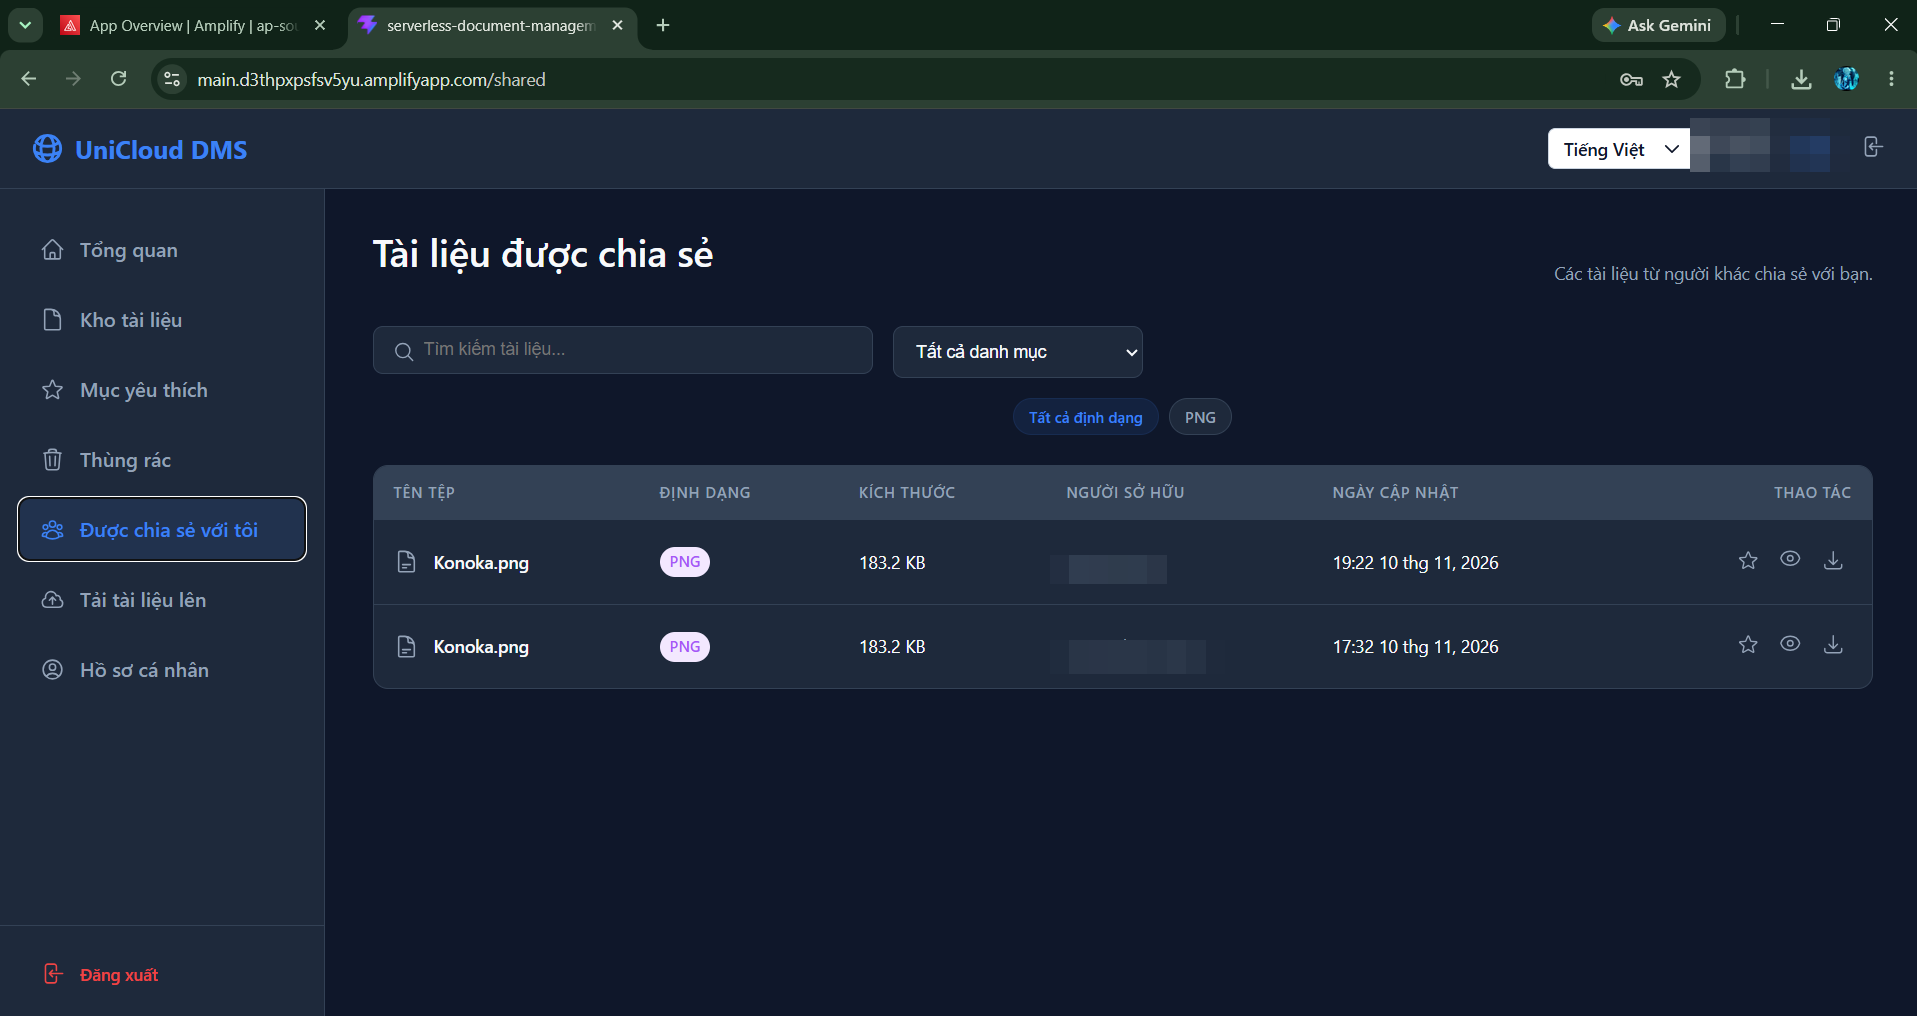 App Overview | Amplify | ap-sou
serverless-document-managem
Ask Gemini
main.d3thpxpsfsv5yu.amplifyapp.com/shared
UniCloud DMS
Tiếng Việt
Tổng quan
Kho tài liệu
Mục yêu thích
Thùng rác
Được chia sẻ với tôi
Tải tài liệu lên
Hồ sơ cá nhân
Đăng xuất
Tài liệu được chia sẻ
Các tài liệu từ người khác chia sẻ với bạn.
Tìm kiếm tài liệu...
Tất cả danh mục
Tất cả định dạng
PNG
TÊN TỆP ĐỊNH DẠNG KÍCH THƯỚC NGƯỜI SỞ HỮU NGÀY CẬP NHẬT THAO TÁC
Konoka.png PNG 183.2 KB 19:22 10 thg 11, 2026
Konoka.png PNG 183.2 KB 17:32 10 thg 11, 2026